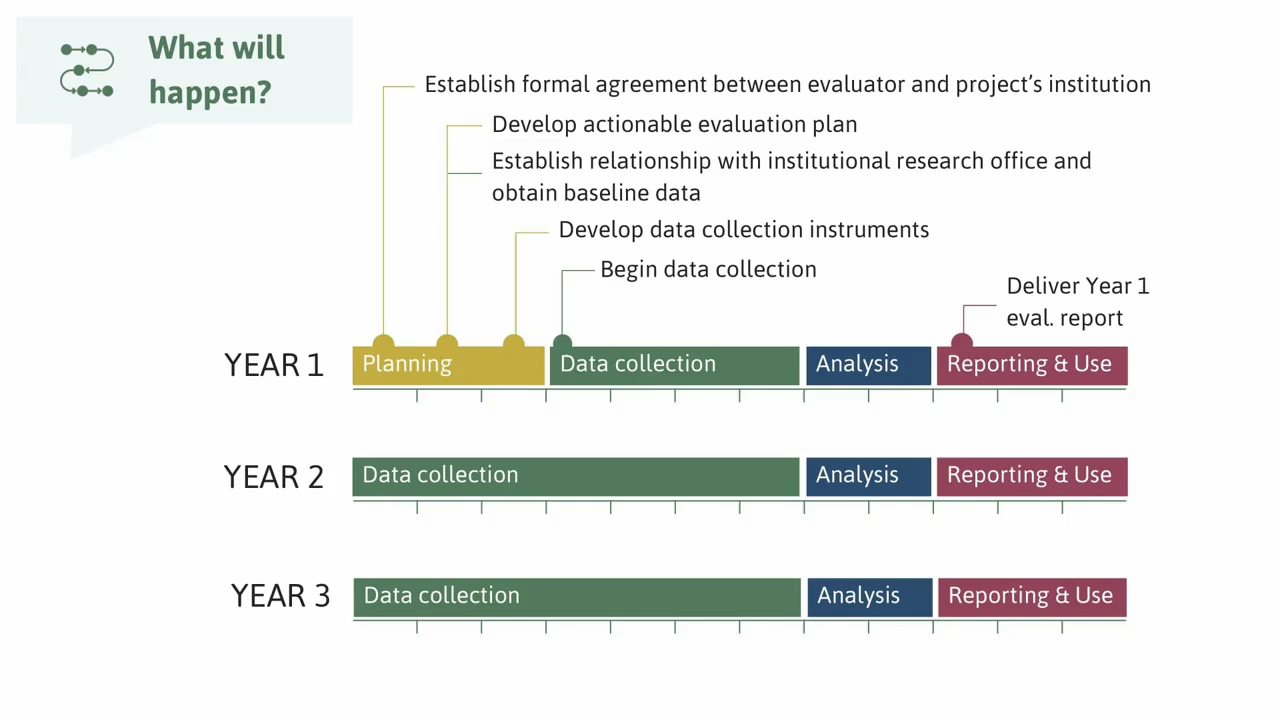 What will
happen?
Establish formal agreement between evaluator and project's institution
Develop actionable evaluation plan
Establish relationship with institutional research office and
obtain baseline data
Develop data collection instruments
Begin data collection
Deliver Year 1
eval. report
YEAR 1 Planning Data collection Analysis Reporting & Use
YEAR 2 Data collection Analysis Reporting & Use
YEAR 3 Data collection Analysis Reporting & Use